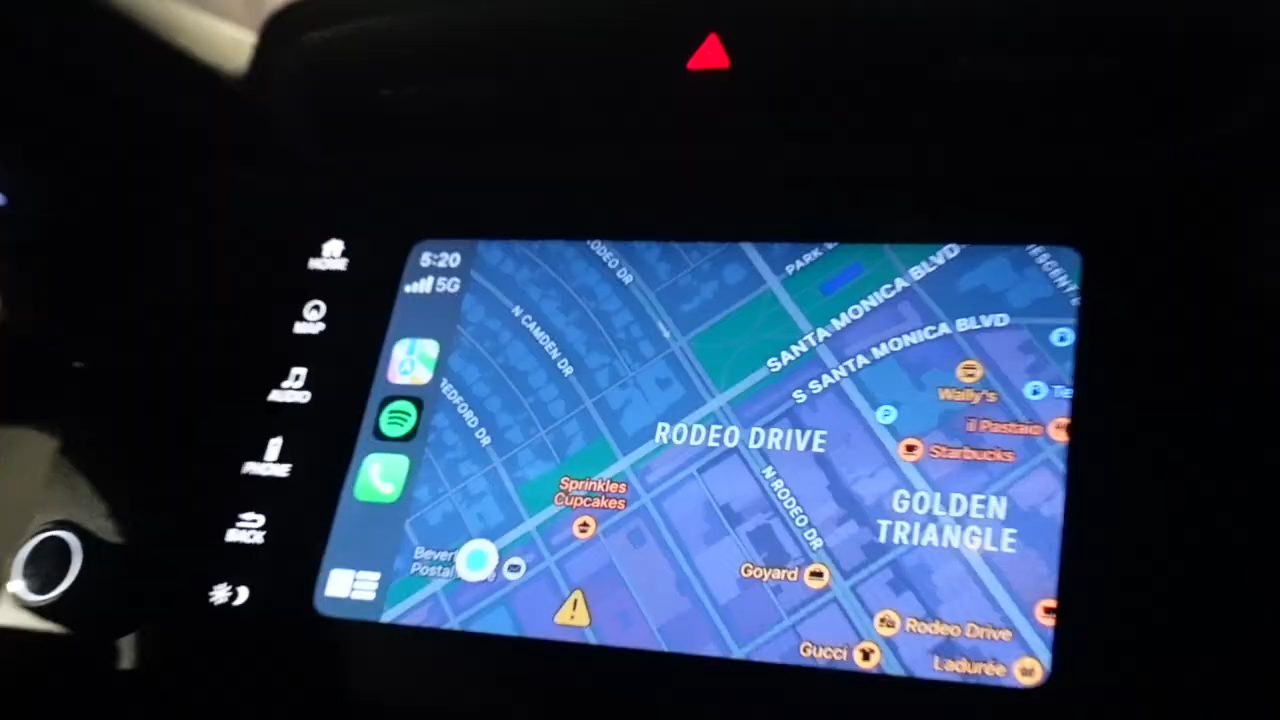 HOME
MAP
AUDIO
PHONE
BACK
5:20
5G
RODEO DR
PARK
N CAMDEN DR
BEDFORD DR
SANTA MONICA BLVD
S SANTA MONICA BLVD
Wally's
il Pastaio
Starbucks
P
RODEO DRIVE
N RODEO DR
GOLDEN
TRIANGLE
Sprinkles
Cupcakes
Postal
Goyard
Rodeo Drive
Gucci
Ladurée